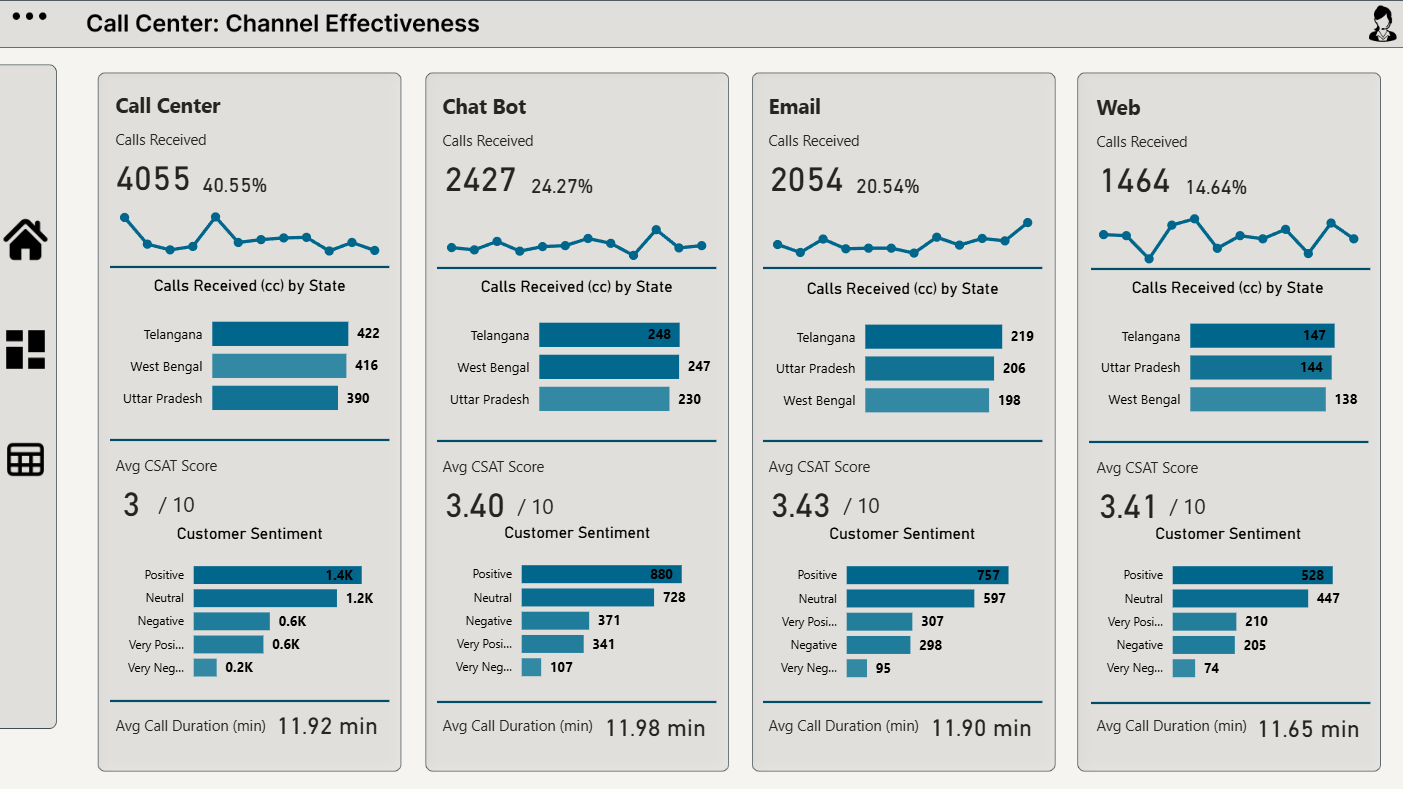 Call Center: Channel Effectiveness
Call Center
Calls Received
4055 40.55%
Calls Received (cc) by State
Telangana 422
West Bengal 416
Uttar Pradesh 390
Avg CSAT Score
3 / 10
Customer Sentiment
Positive 1.4K
Neutral 1.2K
Negative 0.6K
Very Posi... 0.6K
Very Neg... 0.2K
Avg Call Duration (min) 11.92 min
Chat Bot
Calls Received
2427 24.27%
Calls Received (cc) by State
Telangana 248
West Bengal 247
Uttar Pradesh 230
Avg CSAT Score
3.40 / 10
Customer Sentiment
Positive 880
Neutral 728
Negative 371
Very Posi... 341
Very Neg... 107
Avg Call Duration (min) 11.98 min
Email
Calls Received
2054 20.54%
Calls Received (cc) by State
Telangana 219
Uttar Pradesh 206
West Bengal 198
Avg CSAT Score
3.43 / 10
Customer Sentiment
Positive 757
Neutral 597
Very Posi... 307
Negative 298
Very Neg... 95
Avg Call Duration (min) 11.90 min
Web
Calls Received
1464 14.64%
Calls Received (cc) by State
Telangana 147
Uttar Pradesh 144
West Bengal 138
Avg CSAT Score
3.41 / 10
Customer Sentiment
Positive 528
Neutral 447
Very Posi... 210
Negative 205
Very Neg... 74
Avg Call Duration (min) 11.65 min